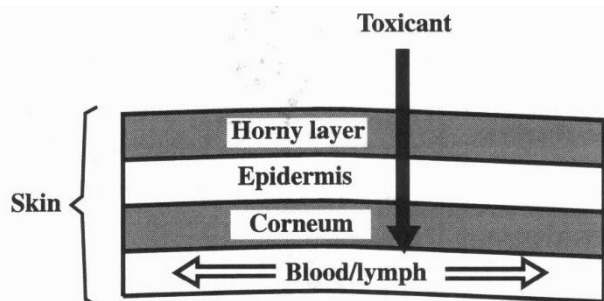 Toxicant
Horny layer
Epidermis
Skin
Corneum
Blood/lymph